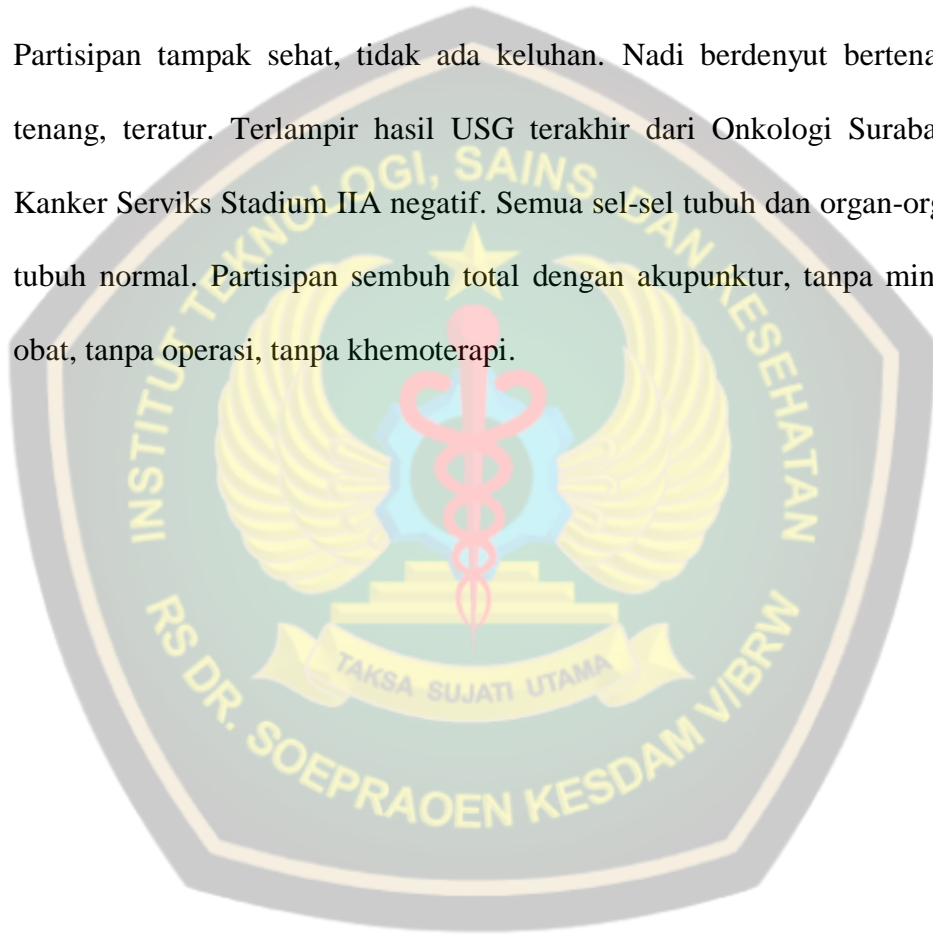 Partisipan tampak sehat, tidak ada keluhan. Nadi berdenyut bertena
tenang, teratur. Terlampir hasil USG terakhir dari Onkologi Suraba
Kanker Serviks Stadium IIA negatif. Semua sel-sel tubuh dan organ-org
tubuh normal. Partisipan sembuh total dengan akupunktur, tanpa min
obat, tanpa operasi, tanpa khemoterapi.
INSTITUT TEKNOLOGI, SAINS, DAN KESEHATAN
TAKSA SUJATI UTAMA
RS DR. SOEPRAOEN KESDAM V/BRW